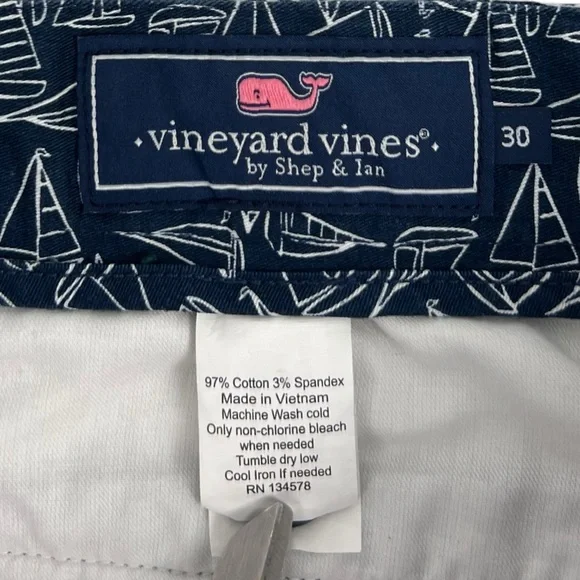 vineyard vines®
by Shep & Ian
30
97% Cotton 3% Spandex
Made in Vietnam
Machine Wash cold
Only non-chlorine bleach
when needed
Tumble dry low
Cool Iron If needed
RN 134578